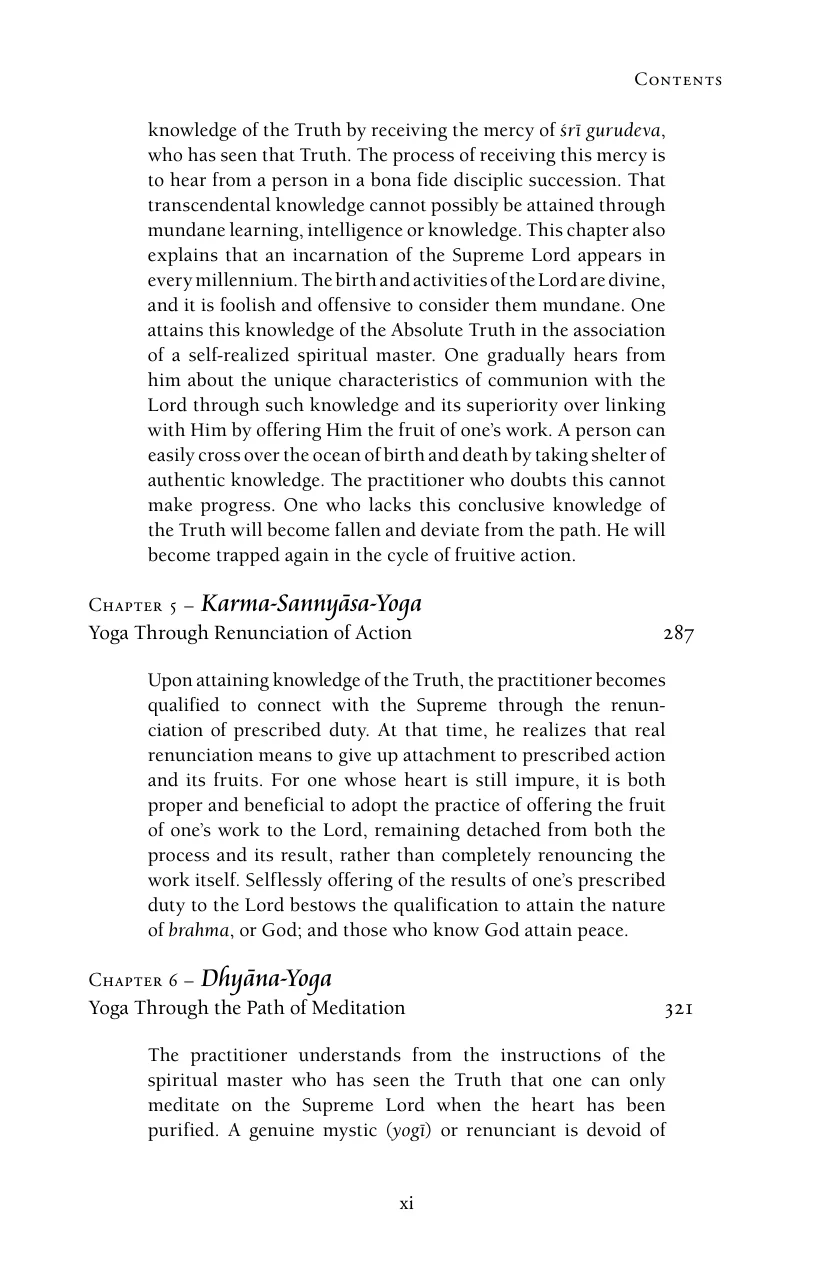 Contents
knowledge of the Truth by receiving the mercy of śrī gurudeva,
who has seen that Truth. The process of receiving this mercy is
to hear from a person in a bona fide disciplic succession. That
transcendental knowledge cannot possibly be attained through
mundane learning, intelligence or knowledge. This chapter also
explains that an incarnation of the Supreme Lord appears in
every millennium. The birth and activities of the Lord are divine,
and it is foolish and offensive to consider them mundane. One
attains this knowledge of the Absolute Truth in the association
of a self-realized spiritual master. One gradually hears from
him about the unique characteristics of communion with the
Lord through such knowledge and its superiority over linking
with Him by offering Him the fruit of one’s work. A person can
easily cross over the ocean of birth and death by taking shelter of
authentic knowledge. The practitioner who doubts this cannot
make progress. One who lacks this conclusive knowledge of
the Truth will become fallen and deviate from the path. He will
become trapped again in the cycle of fruitive action.
Chapter 5 – Karma-Sannyāsa-Yoga
Yoga Through Renunciation of Action 287
Upon attaining knowledge of the Truth, the practitioner becomes
qualified to connect with the Supreme through the renun-
ciation of prescribed duty. At that time, he realizes that real
renunciation means to give up attachment to prescribed action
and its fruits. For one whose heart is still impure, it is both
proper and beneficial to adopt the practice of offering the fruit
of one’s work to the Lord, remaining detached from both the
process and its result, rather than completely renouncing the
work itself. Selflessly offering of the results of one’s prescribed
duty to the Lord bestows the qualification to attain the nature
of brahma, or God; and those who know God attain peace.
Chapter 6 – Dhyāna-Yoga
Yoga Through the Path of Meditation 321
The practitioner understands from the instructions of the
spiritual master who has seen the Truth that one can only
meditate on the Supreme Lord when the heart has been
purified. A genuine mystic (yogī) or renunciant is devoid of
xi